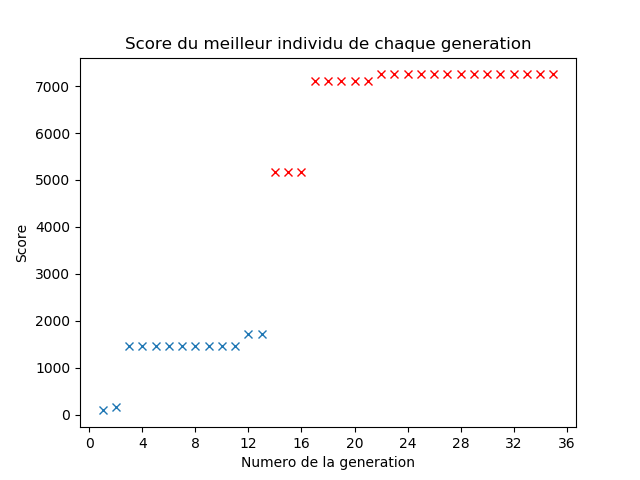 Score du meilleur individu de chaque generation
7000
6000
5000
4000
3000
2000
1000
0
Score
0 4 8 12 16 20 24 28 32 36
Numero de la generation